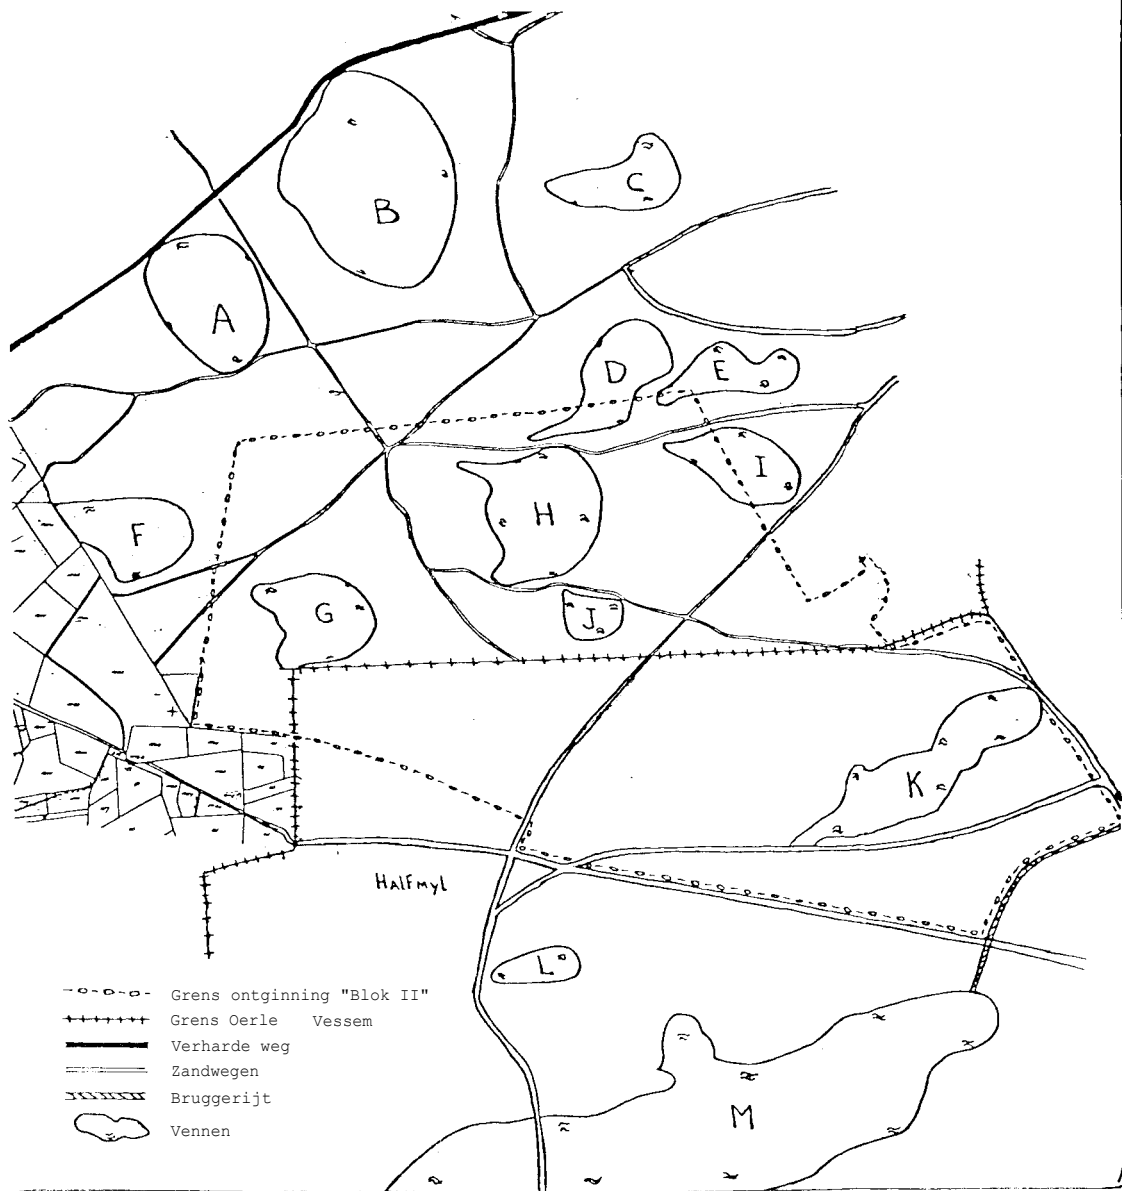 B
C
A
D
E
I
H
F
G
J
K
HALFMYL
L
M
Grens ontginning "Blok II"
Grens Oerle Vessem
Verharde weg
Zandwegen
Bruggerijt
Vennen